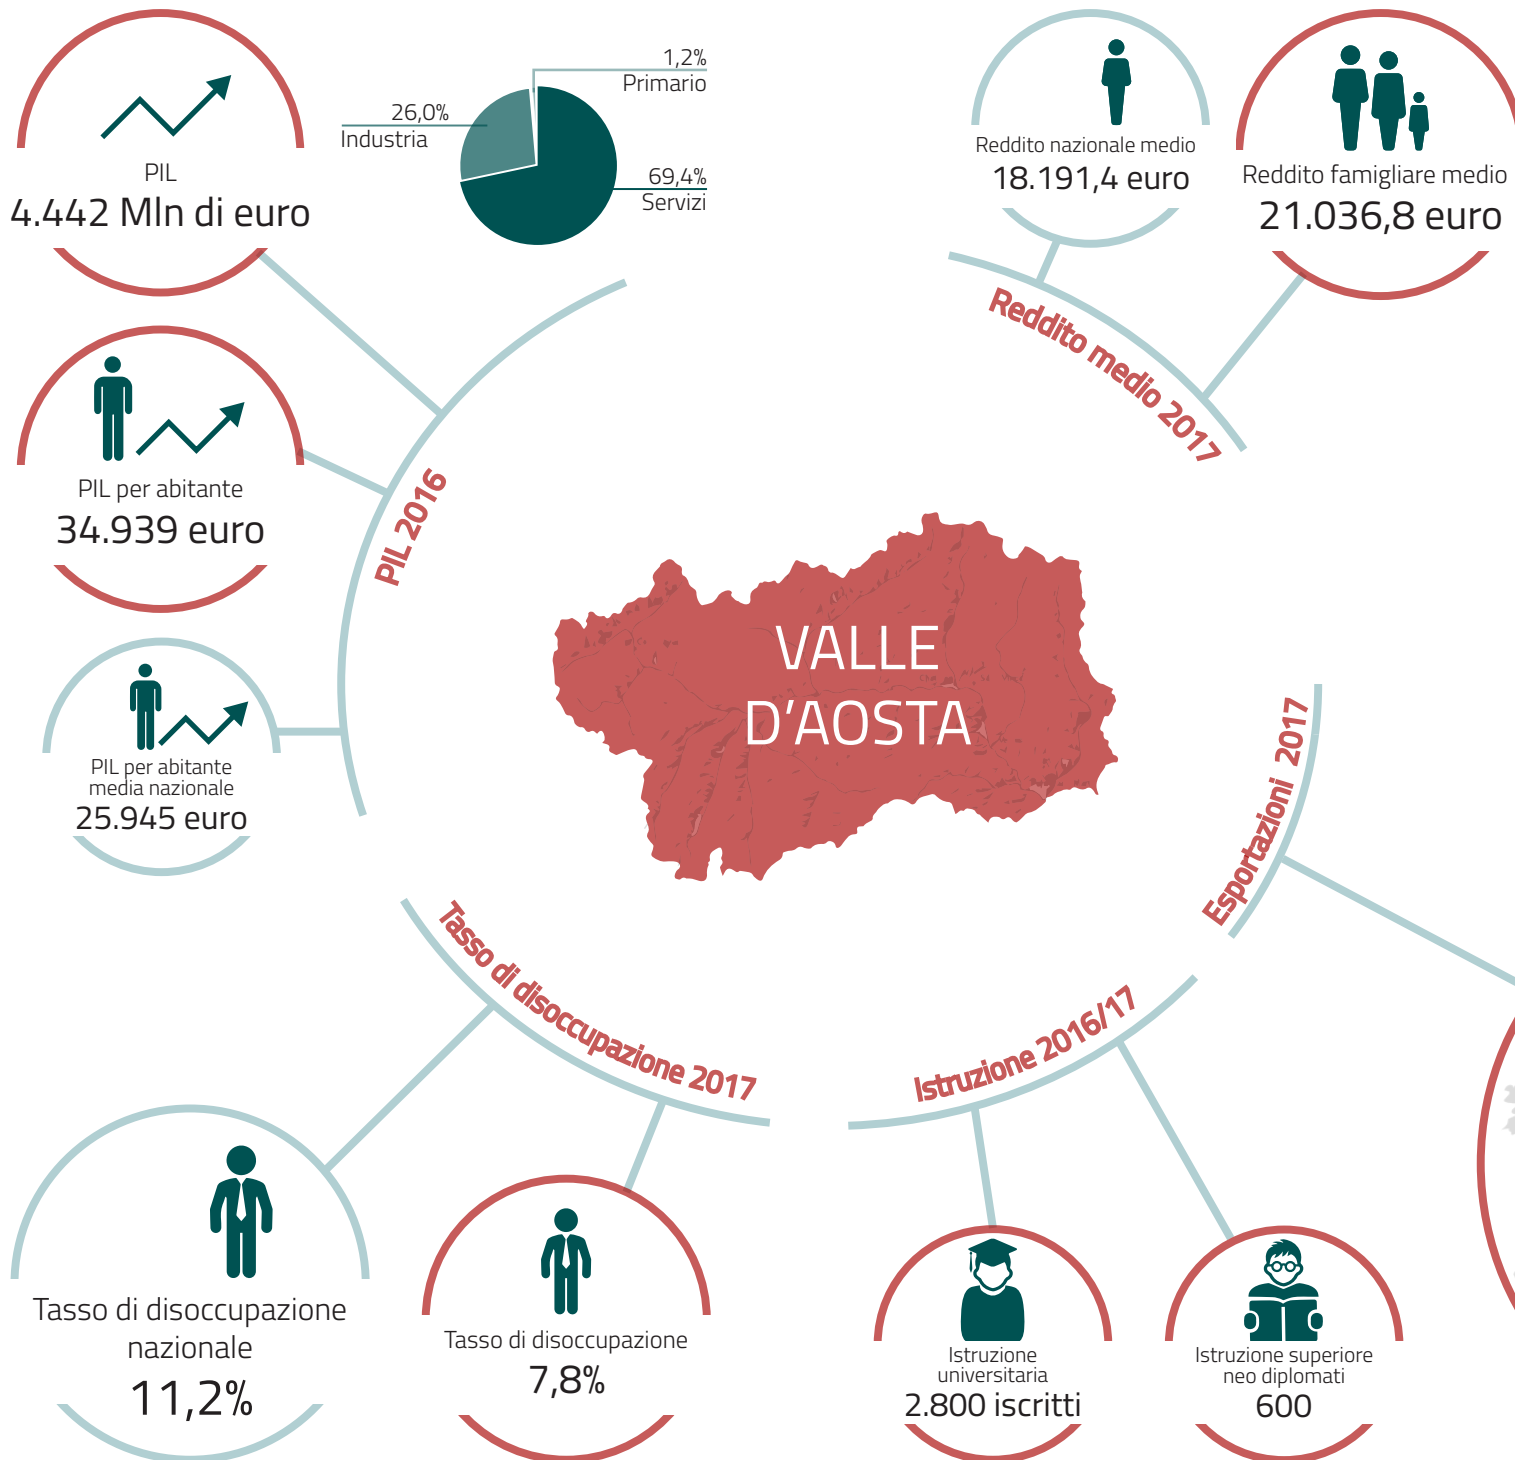 PIL
4.442 Mln di euro
1,2%
Primario
26,0%
Industria
69,4%
Servizi
Reddito nazionale medio
18.191,4 euro
Reddito famigliare medio
21.036,8 euro
Reddito medio 2017
PIL per abitante
34.939 euro
PIL 2016
PIL per abitante
media nazionale
25.945 euro
VALLE
D'AOSTA
Esportazioni 2017
Tasso di disoccupazione 2017
Istruzione 2016/17
Tasso di disoccupazione
nazionale
11,2%
Tasso di disoccupazione
7,8%
Istruzione
universitaria
2.800 iscritti
Istruzione superiore
neo diplomati
600